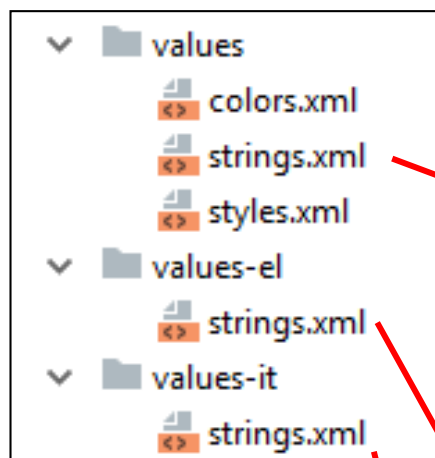 values
colors.xml
strings.xml
styles.xml
values-el
strings.xml
values-it
strings.xml